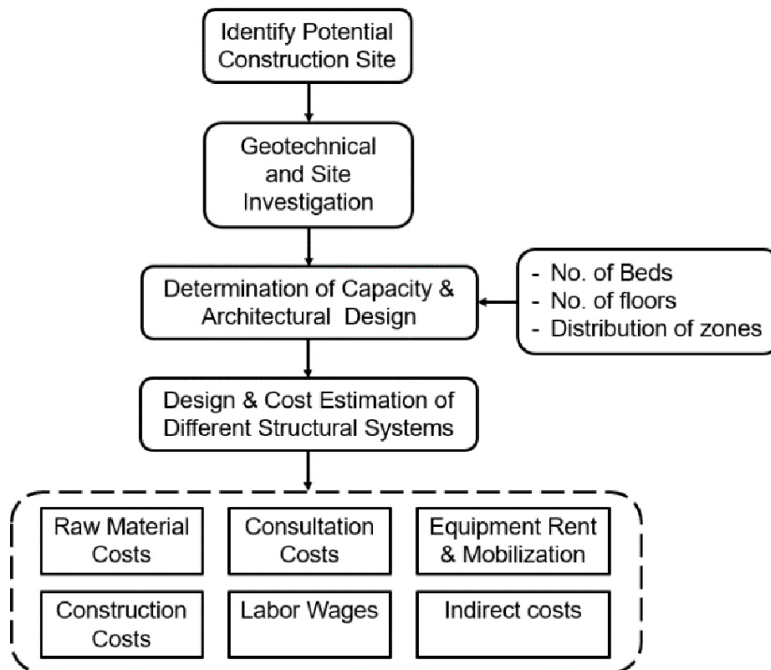 Identify Potential
Construction Site
Geotechnical
and Site
Investigation
Determination of Capacity &
Architectural Design
- No. of Beds
- No. of floors
- Distribution of zones
Design & Cost Estimation of
Different Structural Systems
Raw Material
Costs
Consultation
Costs
Equipment Rent
& Mobilization
Construction
Costs
Labor Wages
Indirect costs